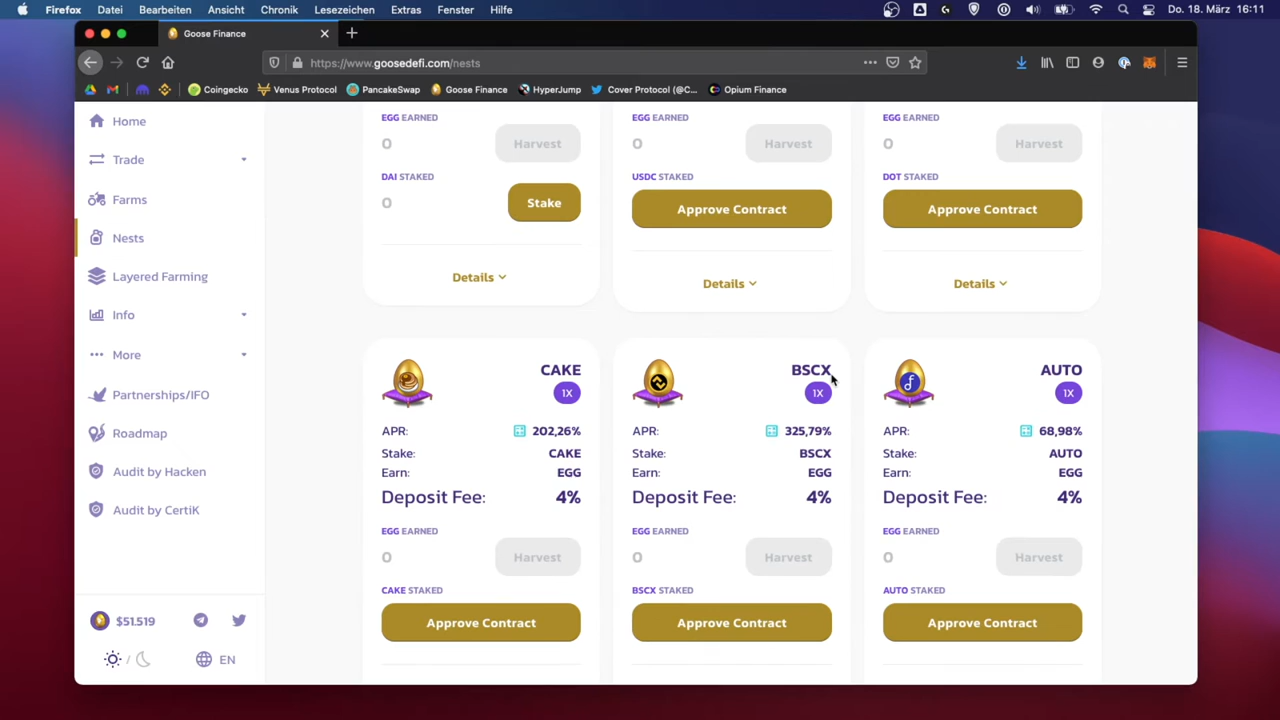 Firefox Datei Bearbeiten Ansicht Chronik Lesezeichen Extras Fenster Hilfe Do. 18. März 16:11
Goose Finance
https://www.goosedefi.com/nests
Coingecko Venus Protocol PancakeSwap Goose Finance HyperJump Cover Protocol (@C... Opium Finance
Home
Trade
Farms
Nests
Layered Farming
Info
More
Partnerships/IFO
Roadmap
Audit by Hacken
Audit by CertiK
$51.519
/
EN
EGG EARNED
0 Harvest
DAI STAKED
0 Stake
Details
EGG EARNED
0 Harvest
USDC STAKED
Approve Contract
Details
EGG EARNED
0 Harvest
DOT STAKED
Approve Contract
Details
CAKE
1X
APR: 202,26%
Stake: CAKE
Earn: EGG
Deposit Fee: 4%
EGG EARNED
0 Harvest
CAKE STAKED
Approve Contract
BSCX
1X
APR: 325,79%
Stake: BSCX
Earn: EGG
Deposit Fee: 4%
EGG EARNED
0 Harvest
BSCX STAKED
Approve Contract
AUTO
1X
APR: 68,98%
Stake: AUTO
Earn: EGG
Deposit Fee: 4%
EGG EARNED
0 Harvest
AUTO STAKED
Approve Contract